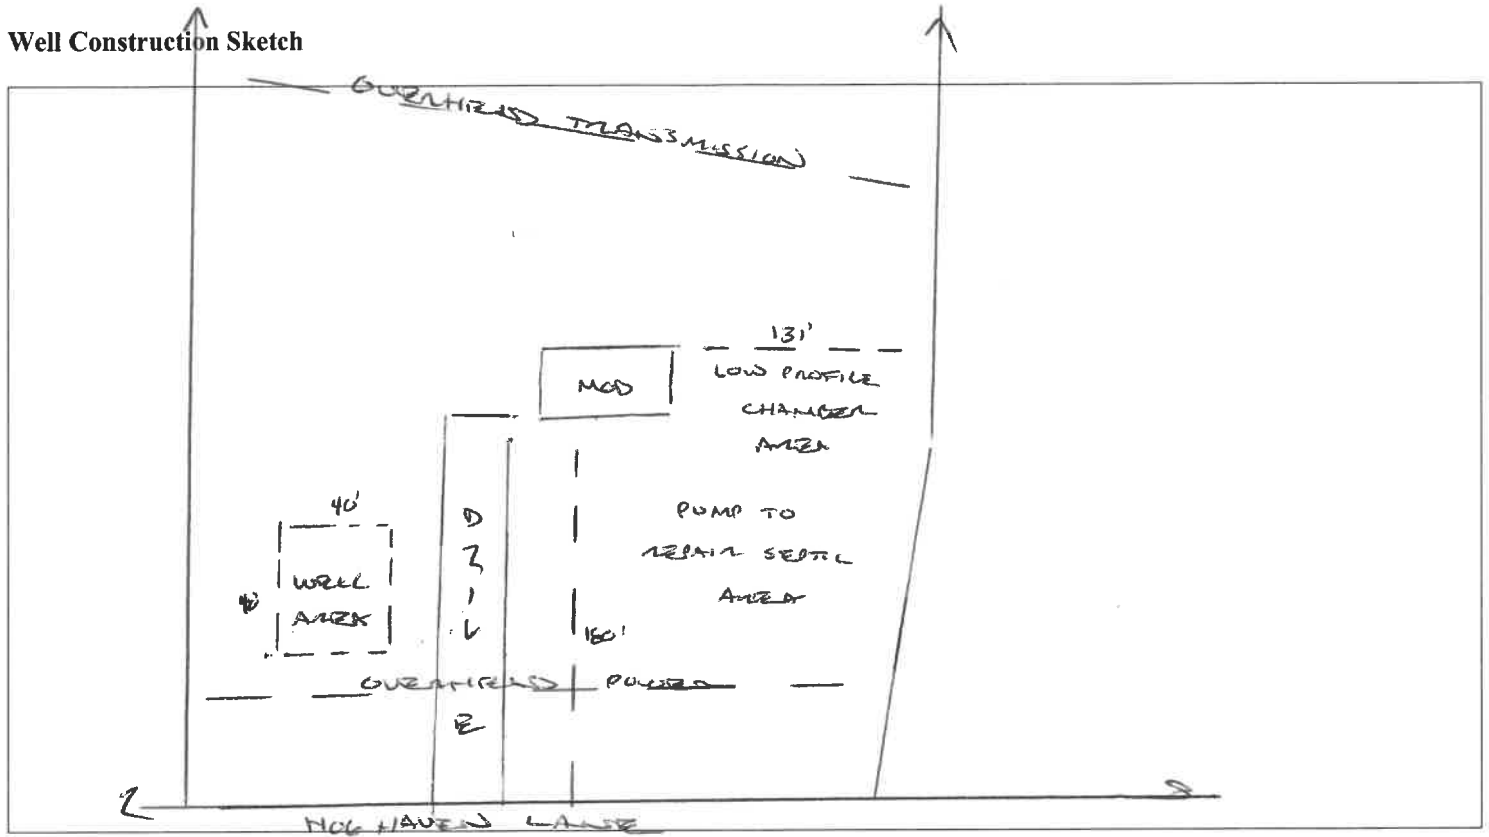 Well Construction Sketch
OVERHEAD TRANSMISSION
131'
LOW PROFILE
CHAMBER
AREA
MOD
40'
40'
WELL
AREA
DRIVE
PUMP TO
REPAIR SEPTIC
AREA
180'
OVERHEAD POWER
HOG HAVEN LANE